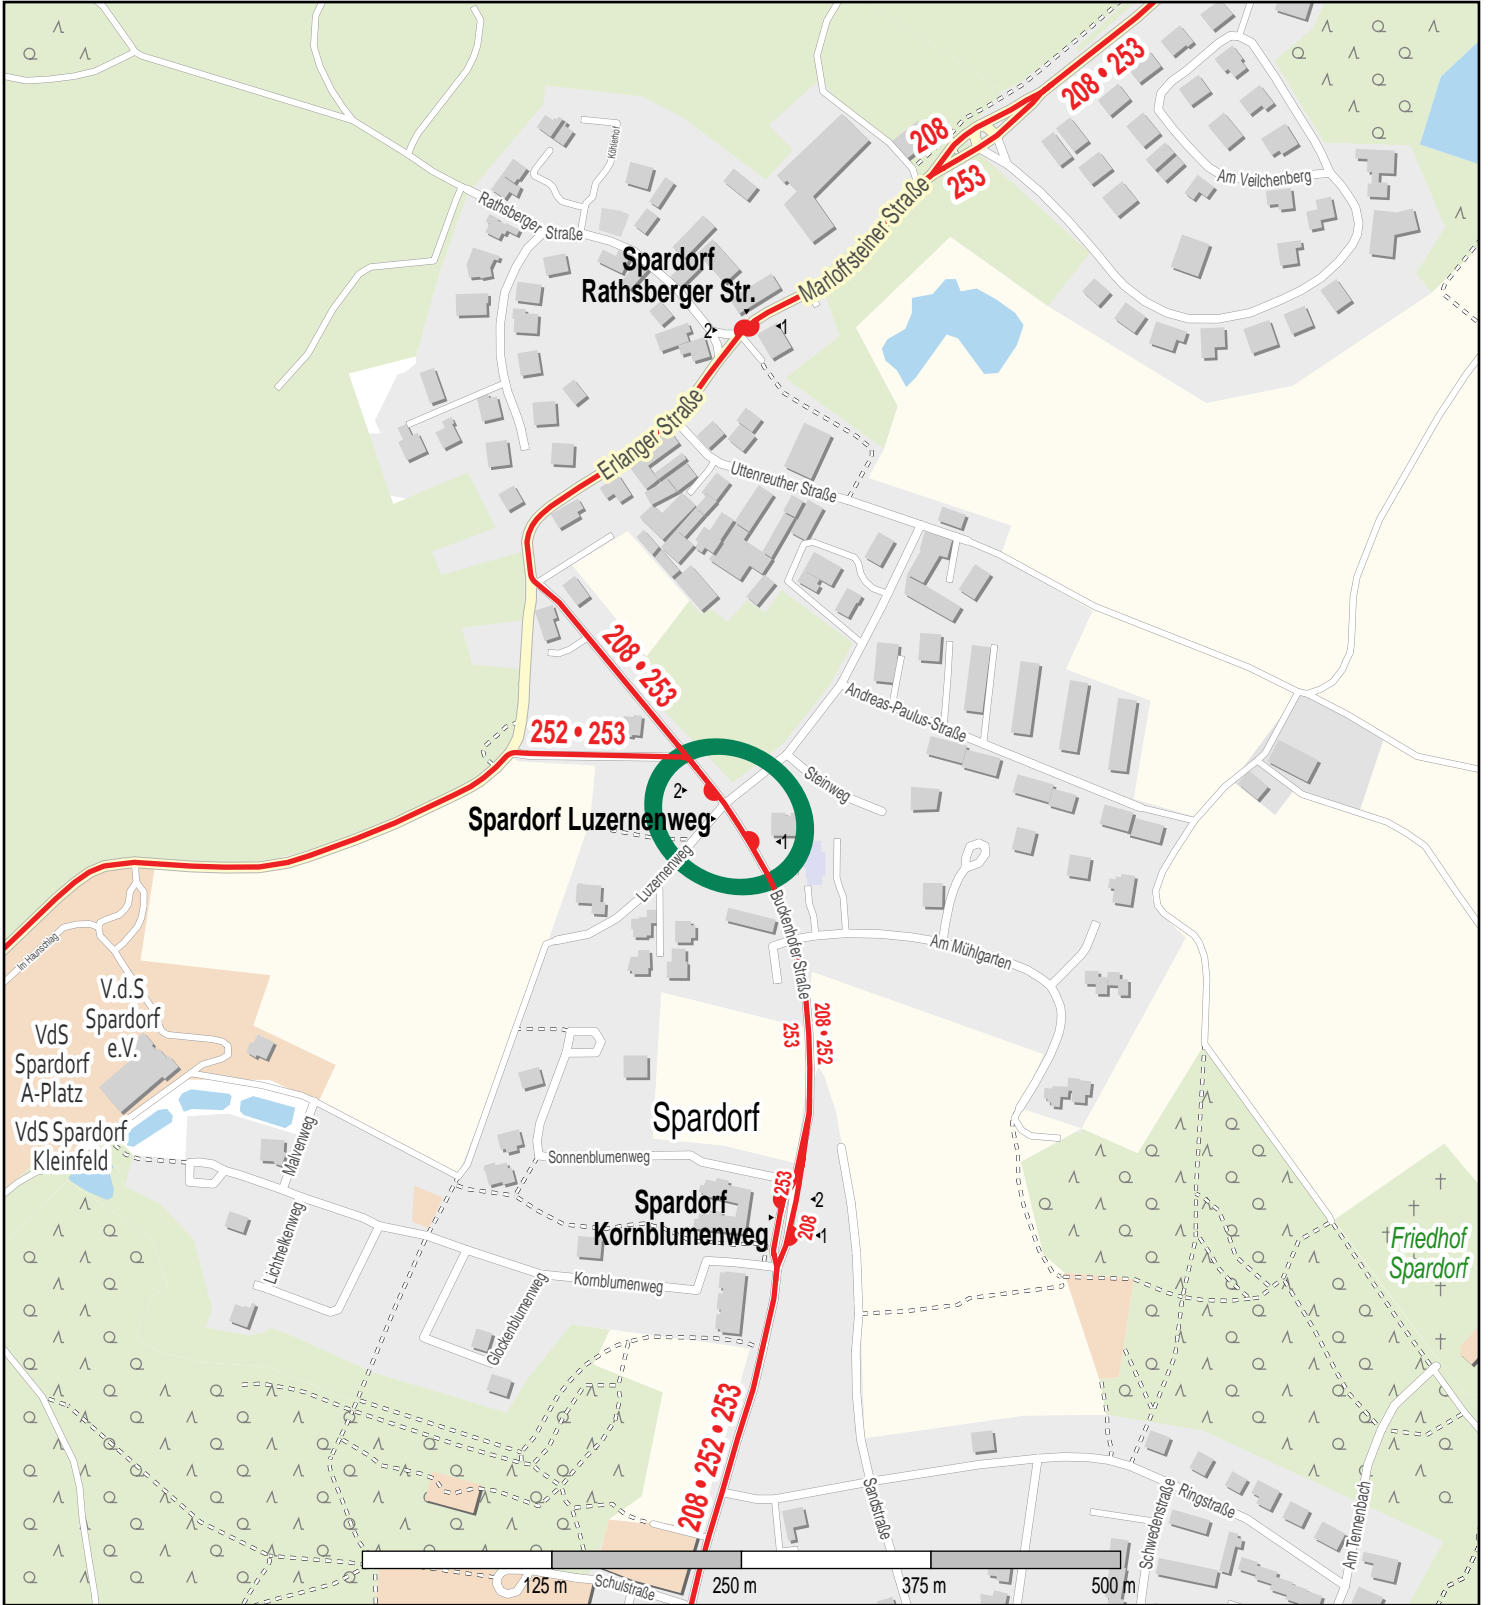 208 • 253
208
253
Am Veilchenberg
Köhlerhof
Rathsberger Straße
Marloffsteiner Straße
Spardorf
Rathsberger Str.
2
1
Erlanger Straße
Uttenreuther Straße
208 • 253
Andreas-Paulus-Straße
252 • 253
Steinweg
2
Spardorf Luzernenweg
1
Luzernenweg
Buckenhofer Straße
Am Mühlgarten
Im Haunschlag
V.d.S
Spardorf
e.V.
VdS
Spardorf
A-Platz
253
208 • 252
VdS Spardorf
Kleinfeld
Malvenweg
Spardorf
Sonnenblumenweg
253
Spardorf
Kornblumenweg
2
208
1
Lichtnelkenweg
Kornblumenweg
Glockenblumenweg
Friedhof
Spardorf
208 • 252 • 253
Sandstraße
Schwedenstraße
Ringstraße
Am Tennenbach
Schulstraße
125 m
250 m
375 m
500 m